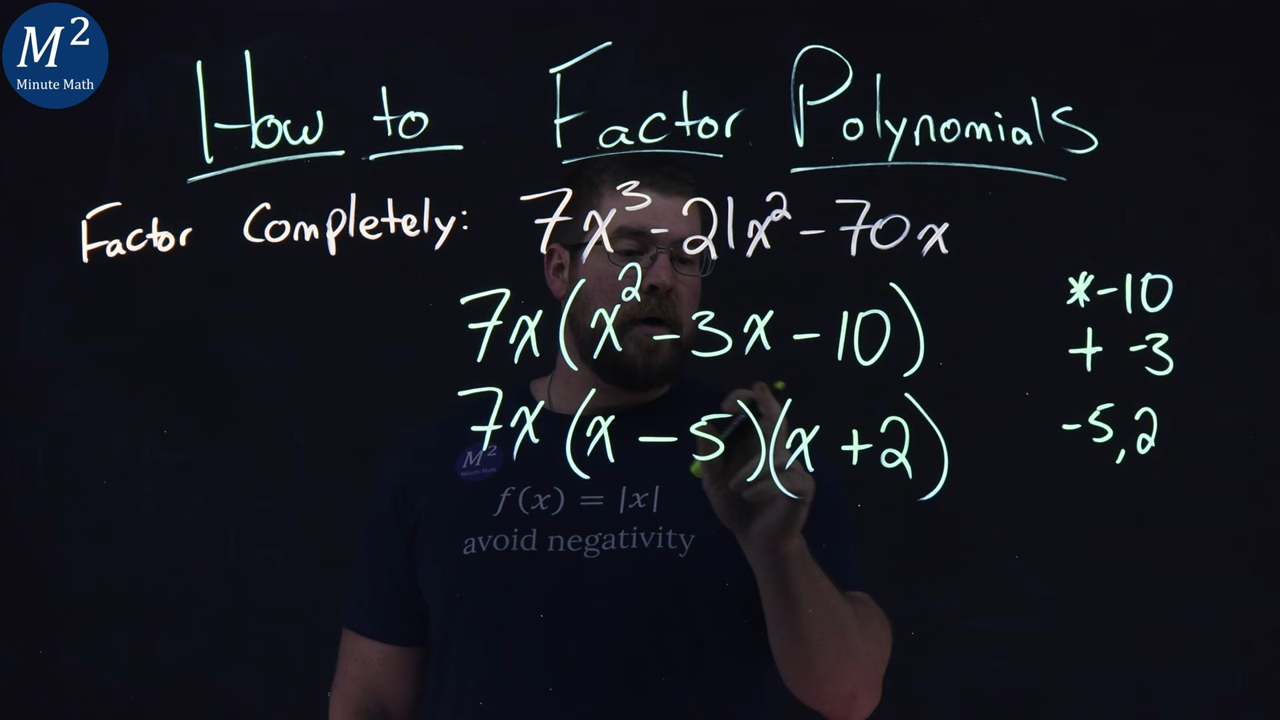 M²
Minute Math
How to Factor Polynomials
Factor Completely: 7x³ - 21x² - 70x
7x(x² - 3x - 10)
* -10
+ -3
7x(x - 5)(x + 2)
-5, 2
M²
Minute Math
f(x) = |x|
avoid negativity